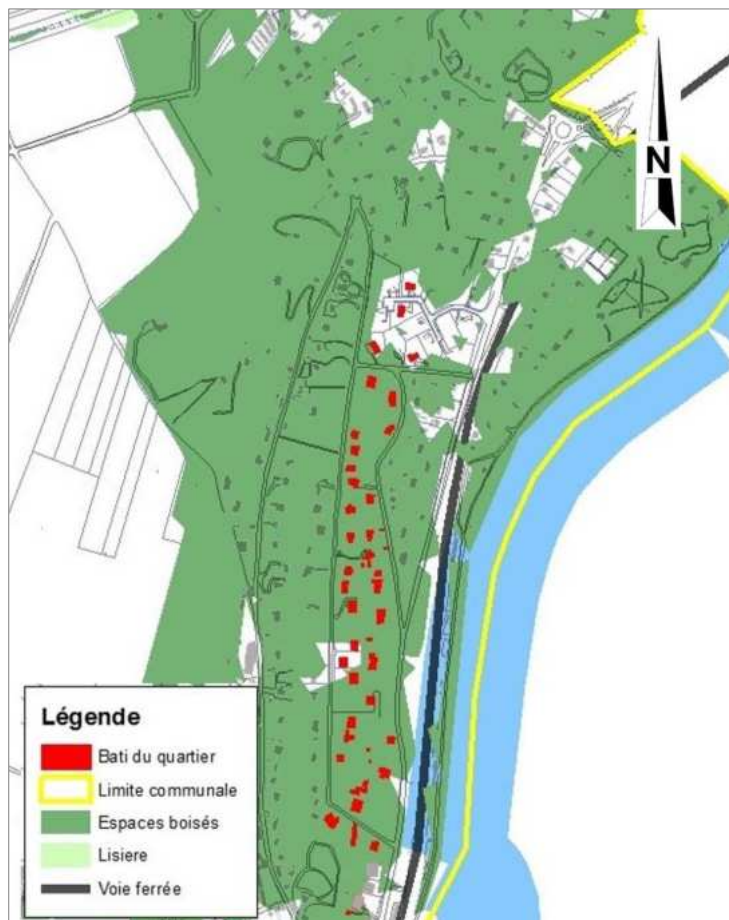 N
Légende
Bati du quartier
Limite communale
Espaces boisés
Lisiere
Voie ferrée